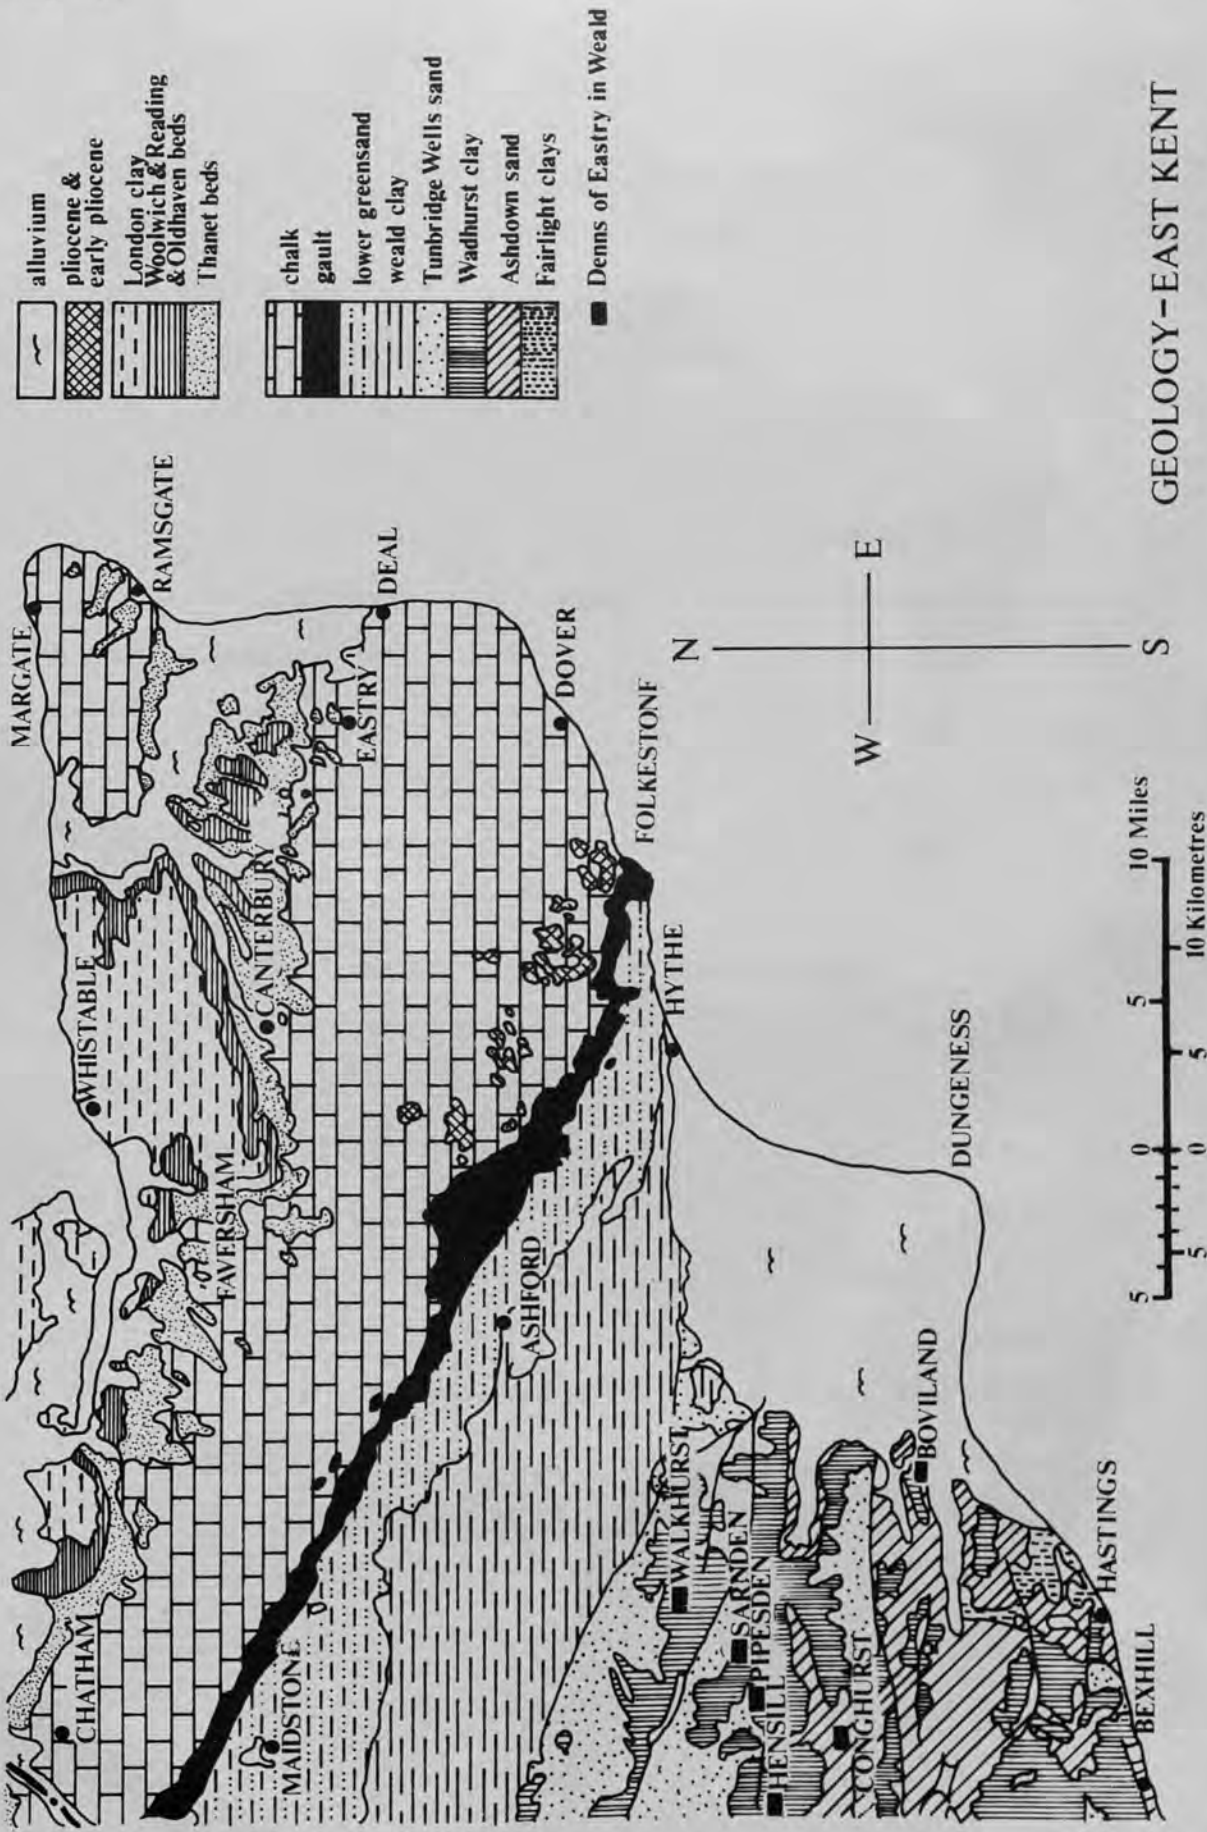 alluvium
pliocene &
early pliocene
London clay
Woolwich & Reading
& Oldhaven beds
Thanet beds
chalk
gault
lower greensand
weald clay
Tunbridge Wells sand
Wadhurst clay
Ashdown sand
Fairlight clays
Denns of Eastry in Weald
MARGATE
RAMSGATE
WHISTABLE
CHATHAM
FAVERSHAM
CANTERBURY
EASTRY
DEAL
MAIDSTONE
ASHFORD
DOVER
FOLKESTONE
HYTHE
WALKHURST
SARNDEN
PIPESDEN
HENSILL
CONGHURST
BOVILAND
DUNGENESS
HASTINGS
BEXHILL
N
W E
S
5 0 5 10 Miles
5 0 5 10 Kilometres
GEOLOGY-EAST KENT